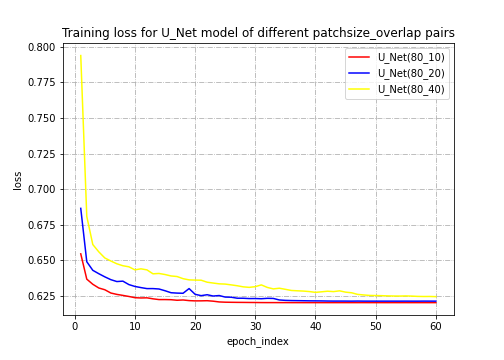 Training loss for U_Net model of different patchsize_overlap pairs
U_Net(80_10)
U_Net(80_20)
U_Net(80_40)
loss
0.800
0.775
0.750
0.725
0.700
0.675
0.650
0.625
0 10 20 30 40 50 60
epoch_index